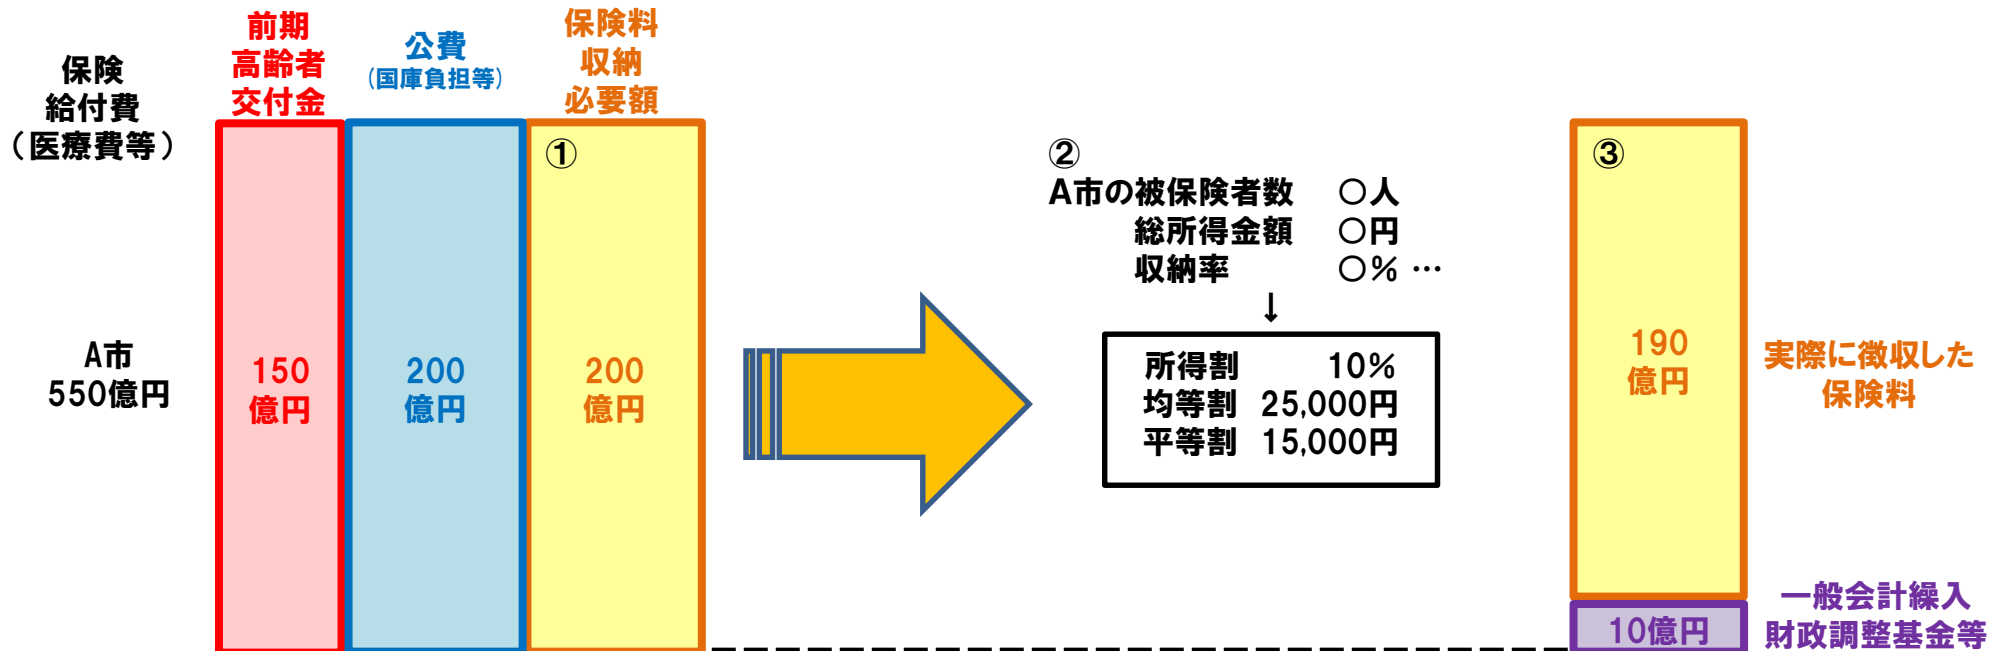 保険
給付費
（医療費等）
前期
高齢者
交付金
公費
（国庫負担等）
保険料
収納
必要額
A市
550億円
150
億円
200
億円
①
200
億円
②
A市の被保険者数　○人
総所得金額　○円
収納率　○％ …
↓
所得割　10％
均等割　25,000円
平等割　15,000円
③
190
億円
実際に徴収した
保険料
10億円
一般会計繰入
財政調整基金等